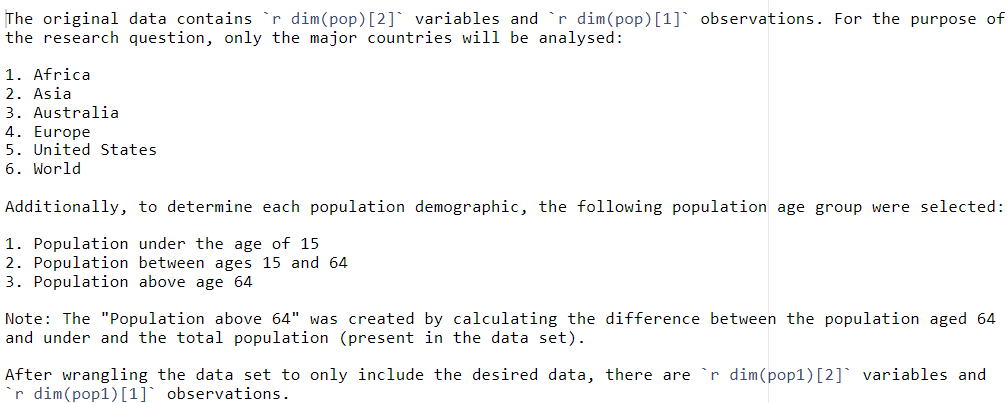 The original data contains `r dim(pop)[2]` variables and `r dim(pop)[1]` observations. For the purpose of
the research question, only the major countries will be analysed:
1. Africa
2. Asia
3. Australia
4. Europe
5. United States
6. World
Additionally, to determine each population demographic, the following population age group were selected:
1. Population under the age of 15
2. Population between ages 15 and 64
3. Population above age 64
Note: The "Population above 64" was created by calculating the difference between the population aged 64
and under and the total population (present in the data set).
After wrangling the data set to only include the desired data, there are `r dim(pop1)[2]` variables and
`r dim(pop1)[1]` observations.